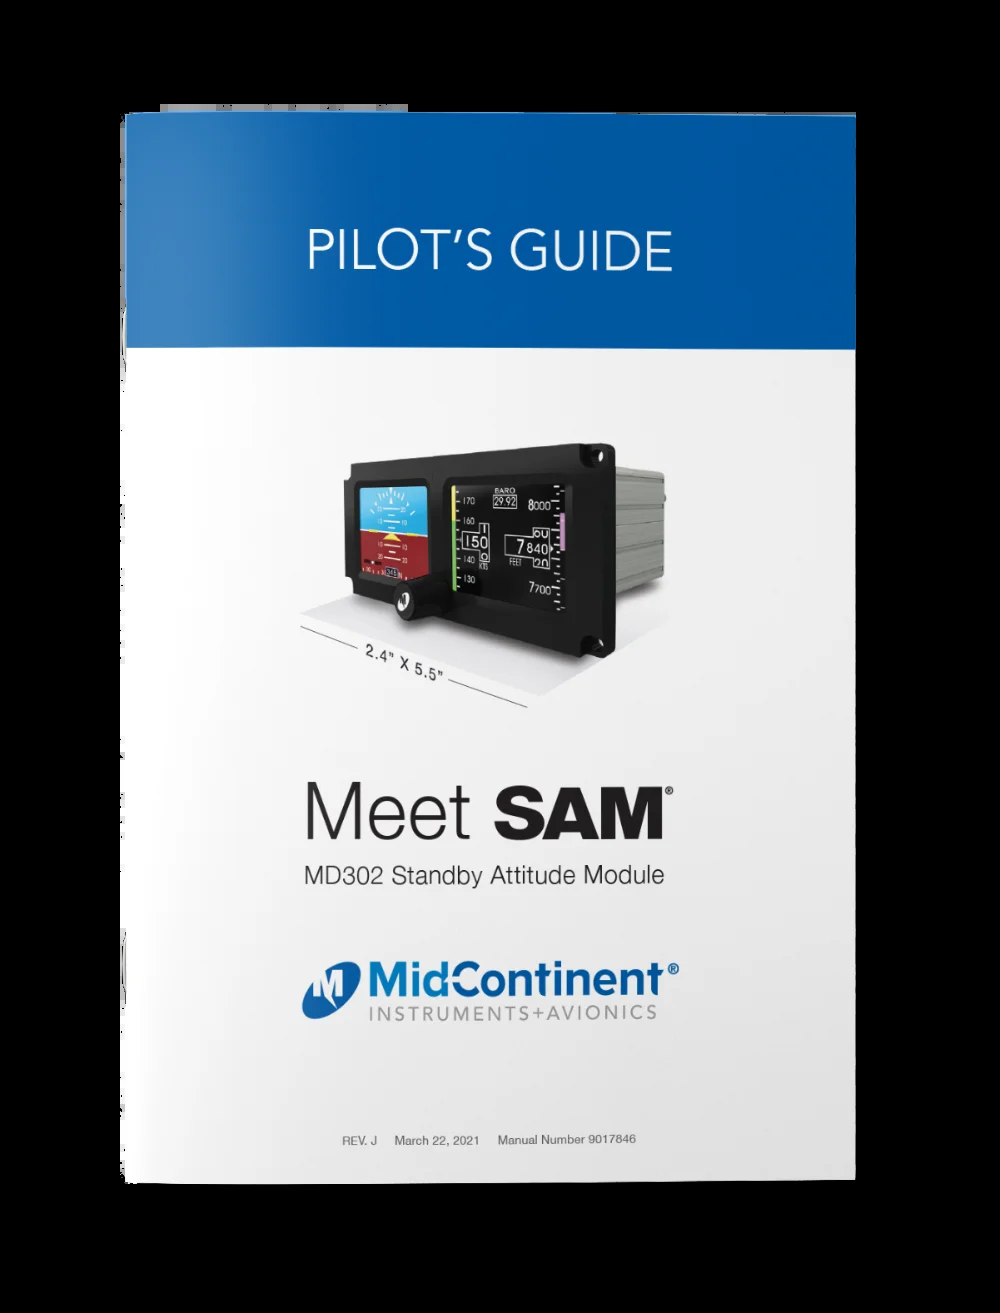 PILOT'S GUIDE
BARO
29.92
170
160
150
140
130
KTS
8000
7840
FEET
7700
2.4" X 5.5"
Meet SAM®
MD302 Standby Attitude Module
M MidContinent®
INSTRUMENTS+AVIONICS
REV. J March 22, 2021 Manual Number 9017846